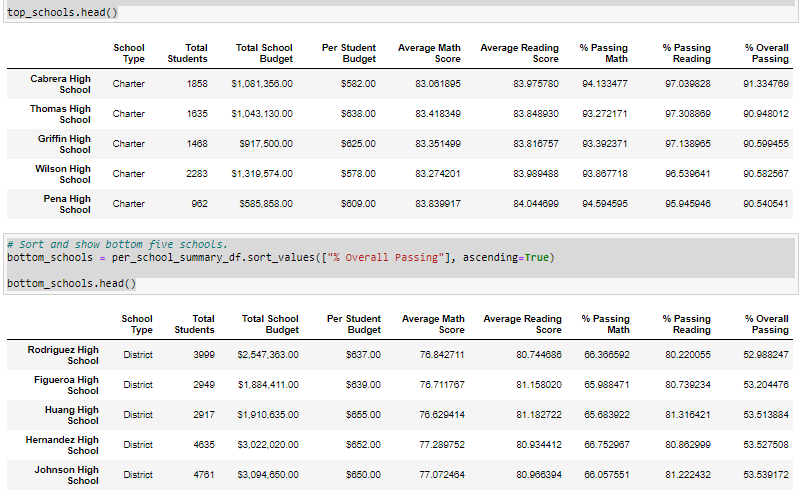 top_schools.head()
School Type Total Students Total School Budget Per Student Budget Average Math Score Average Reading Score % Passing Math % Passing Reading % Overall Passing
Cabrera High School Charter 1858 $1,081,356.00 $582.00 83.061895 83.975780 94.133477 97.039828 91.334769
Thomas High School Charter 1635 $1,043,130.00 $638.00 83.418349 83.848930 93.272171 97.308869 90.948012
Griffin High School Charter 1468 $917,500.00 $625.00 83.351499 83.816757 93.392371 97.138965 90.599455
Wilson High School Charter 2283 $1,319,574.00 $578.00 83.274201 83.989488 93.867718 96.539641 90.582567
Pena High School Charter 962 $585,858.00 $609.00 83.839917 84.044699 94.594595 95.945946 90.540541
# Sort and show bottom five schools.
bottom_schools = per_school_summary_df.sort_values(["% Overall Passing"], ascending=True)
bottom_schools.head()
School Type Total Students Total School Budget Per Student Budget Average Math Score Average Reading Score % Passing Math % Passing Reading % Overall Passing
Rodriguez High School District 3999 $2,547,363.00 $637.00 76.842711 80.744686 66.366592 80.220055 52.988247
Figueroa High School District 2949 $1,884,411.00 $639.00 76.711767 81.158020 65.988471 80.739234 53.204476
Huang High School District 2917 $1,910,635.00 $655.00 76.629414 81.182722 65.683922 81.316421 53.513884
Hernandez High School District 4635 $3,022,020.00 $652.00 77.289752 80.934412 66.752967 80.862999 53.527508
Johnson High School District 4761 $3,094,650.00 $650.00 77.072464 80.966394 66.057551 81.222432 53.539172